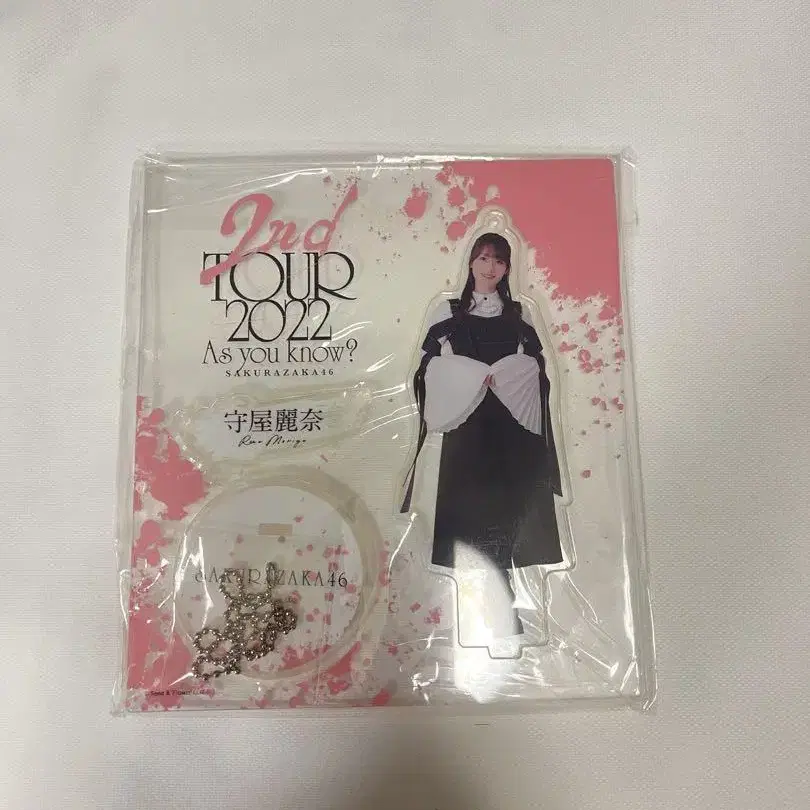 2nd
TOUR
2022
As you know?
SAKURAZAKA46
守屋麗奈
Rena Moriya
SAKURAZAKA46